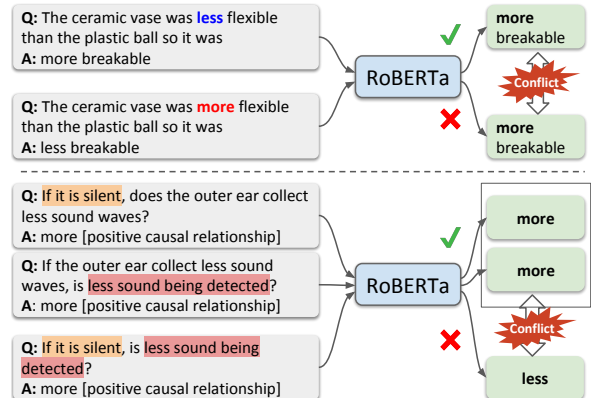 Q: The ceramic vase was less flexible
than the plastic ball so it was
A: more breakable
Q: The ceramic vase was more flexible
than the plastic ball so it was
A: less breakable
RoBERTa
more
breakable
Conflict
more
breakable
Q: If it is silent, does the outer ear collect
less sound waves?
A: more [positive causal relationship]
Q: If the outer ear collect less sound
waves, is less sound being detected?
A: more [positive causal relationship]
Q: If it is silent, is less sound being
detected?
A: more [positive causal relationship]
RoBERTa
more
more
Conflict
less